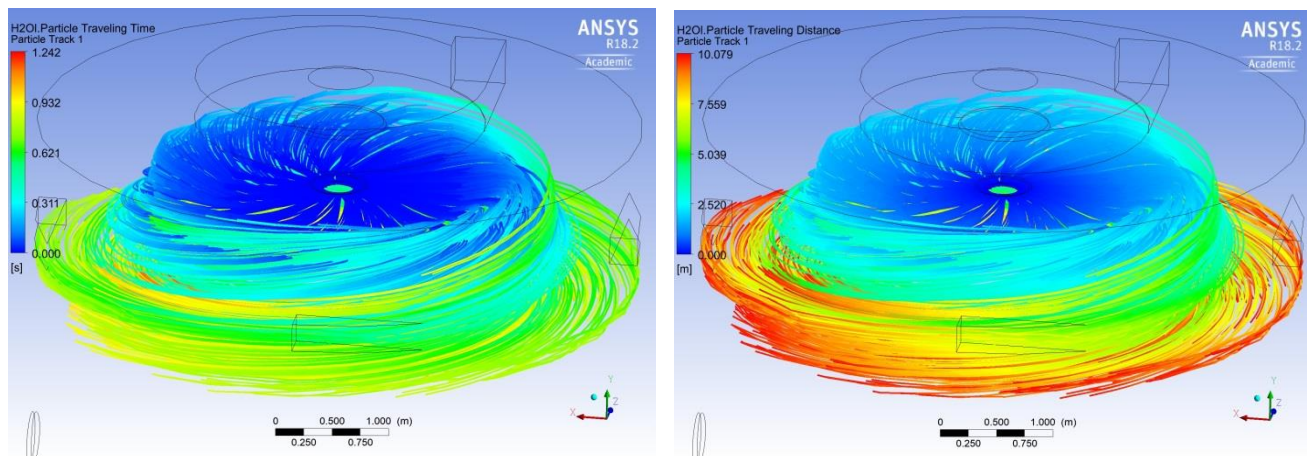 H2Ol.Particle Traveling Time
Particle Track 1
1.242
0.932
0.621
0.311
0.000
[s]
ANSYS
R18.2
Academic
Y
X
Z
0 0.500 1.000 (m)
0.250 0.750
H2Ol.Particle Traveling Distance
Particle Track 1
10.079
7.559
5.039
2.520
0.000
[m]
ANSYS
R18.2
Academic
Y
X
Z
0 0.500 1.000 (m)
0.250 0.750